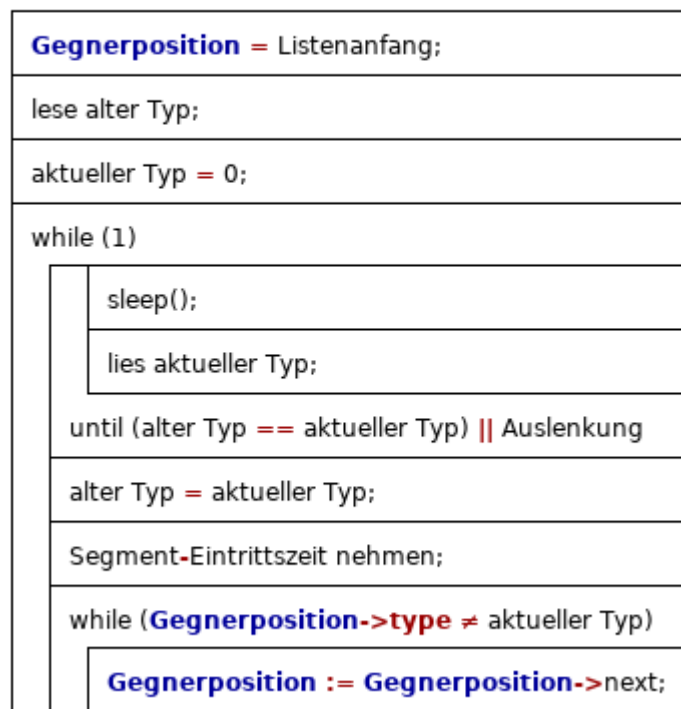 Gegnerposition = Listenanfang;
lese alter Typ;
aktueller Typ = 0;
while (1)
sleep();
lies aktueller Typ;
until (alter Typ == aktueller Typ) || Auslenkung
alter Typ = aktueller Typ;
Segment-Eintrittszeit nehmen;
while (Gegnerposition->type ≠ aktueller Typ)
Gegnerposition := Gegnerposition->next;